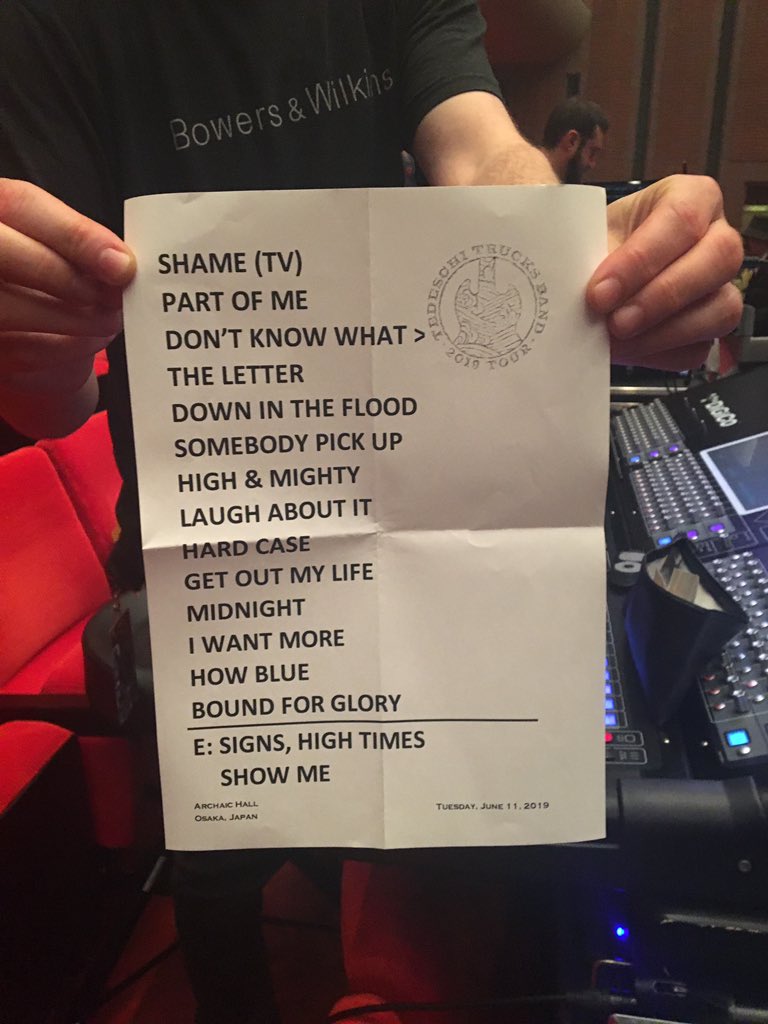 Bowers & Wilkins
SHAME (TV)
PART OF ME
DON'T KNOW WHAT >
THE LETTER
DOWN IN THE FLOOD
SOMEBODY PICK UP
HIGH & MIGHTY
LAUGH ABOUT IT
HARD CASE
GET OUT MY LIFE
MIDNIGHT
I WANT MORE
HOW BLUE
BOUND FOR GLORY
E: SIGNS, HIGH TIMES
SHOW ME
TEDESCHI TRUCKS BAND
· 2019 TOUR ·
ARCHAIC HALL
OSAKA, JAPAN
TUESDAY, JUNE 11, 2019
DiGiCo